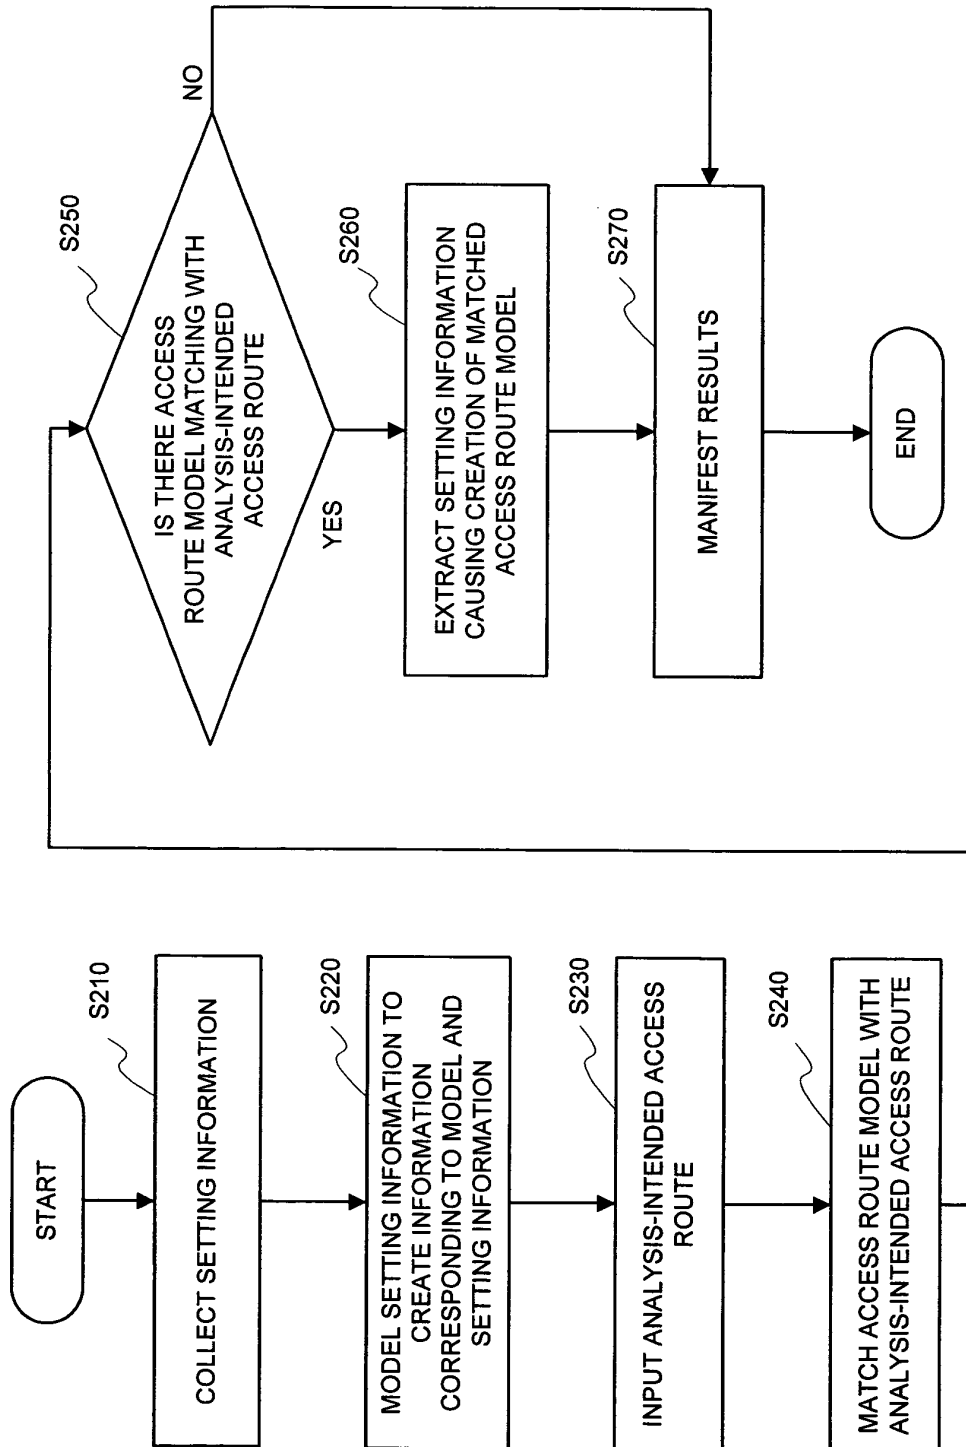 START
S210
COLLECT SETTING INFORMATION
S220
MODEL SETTING INFORMATION TO
CREATE INFORMATION
CORRESPONDING TO MODEL AND
SETTING INFORMATION
S230
INPUT ANALYSIS-INTENDED ACCESS
ROUTE
S240
MATCH ACCESS ROUTE MODEL WITH
ANALYSIS-INTENDED ACCESS ROUTE
S250
IS THERE ACCESS
ROUTE MODEL MATCHING WITH
ANALYSIS-INTENDED
ACCESS ROUTE
NO
YES
S260
EXTRACT SETTING INFORMATION
CAUSING CREATION OF MATCHED
ACCESS ROUTE MODEL
S270
MANIFEST RESULTS
END